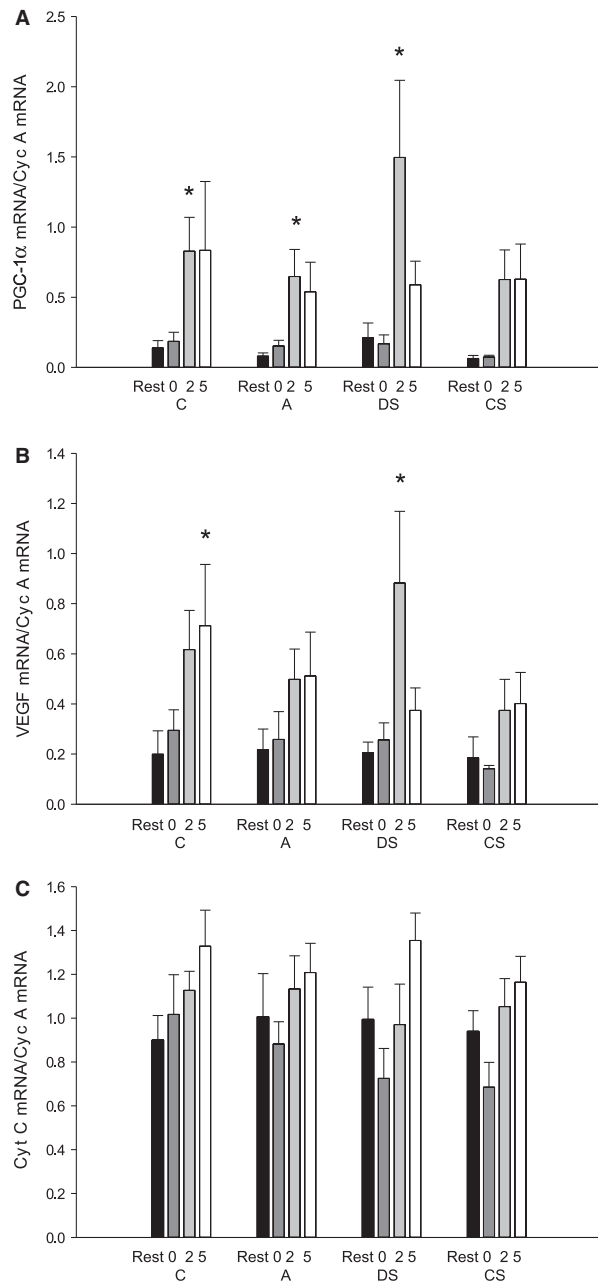 A
2.5
2.0
1.5
1.0
0.5
0.0
PGC-1α mRNA/Cyc A mRNA
* * *
Rest 0 2 5 Rest 0 2 5 Rest 0 2 5 Rest 0 2 5
C A DS CS
B
1.4
1.2
1.0
0.8
0.6
0.4
0.2
0.0
VEGF mRNA/Cyc A mRNA
* *
Rest 0 2 5 Rest 0 2 5 Rest 0 2 5 Rest 0 2 5
C A DS CS
C
1.6
1.4
1.2
1.0
0.8
0.6
0.4
0.2
0.0
Cyt C mRNA/Cyc A mRNA
Rest 0 2 5 Rest 0 2 5 Rest 0 2 5 Rest 0 2 5
C A DS CS